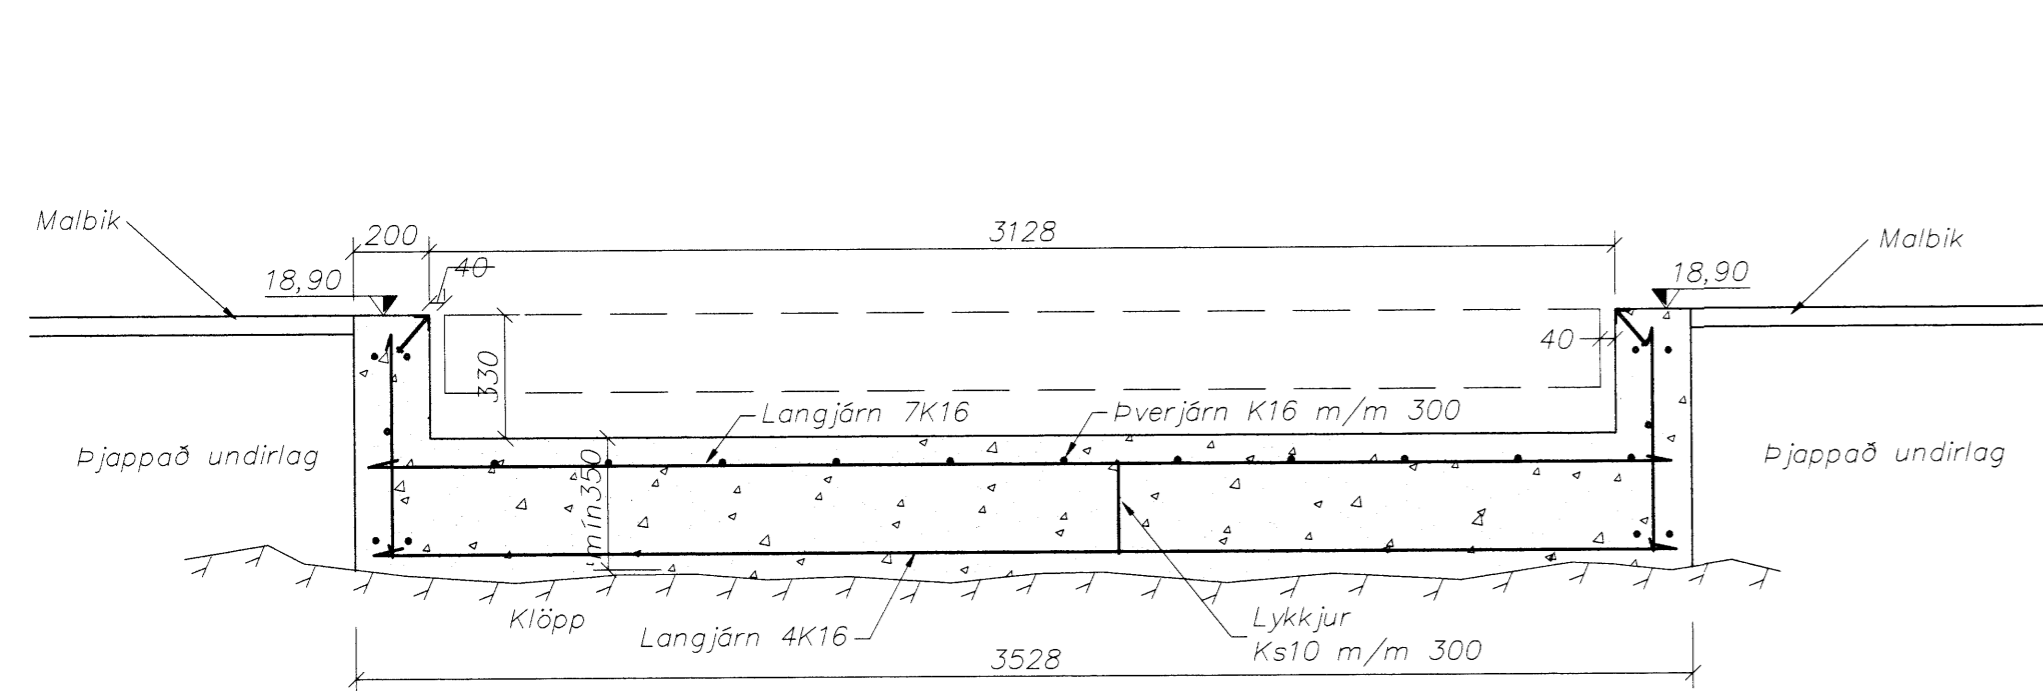 Malbik
200
3128
Malbik
40
18,90
18,90
330
40
Langjárn 7K16
Þverjárn K16 m/m 300
Þjappað undirlag
Þjappað undirlag
mín350
Klöpp
Langjárn 4K16
Lykkjur
Ks10 m/m 300
3528